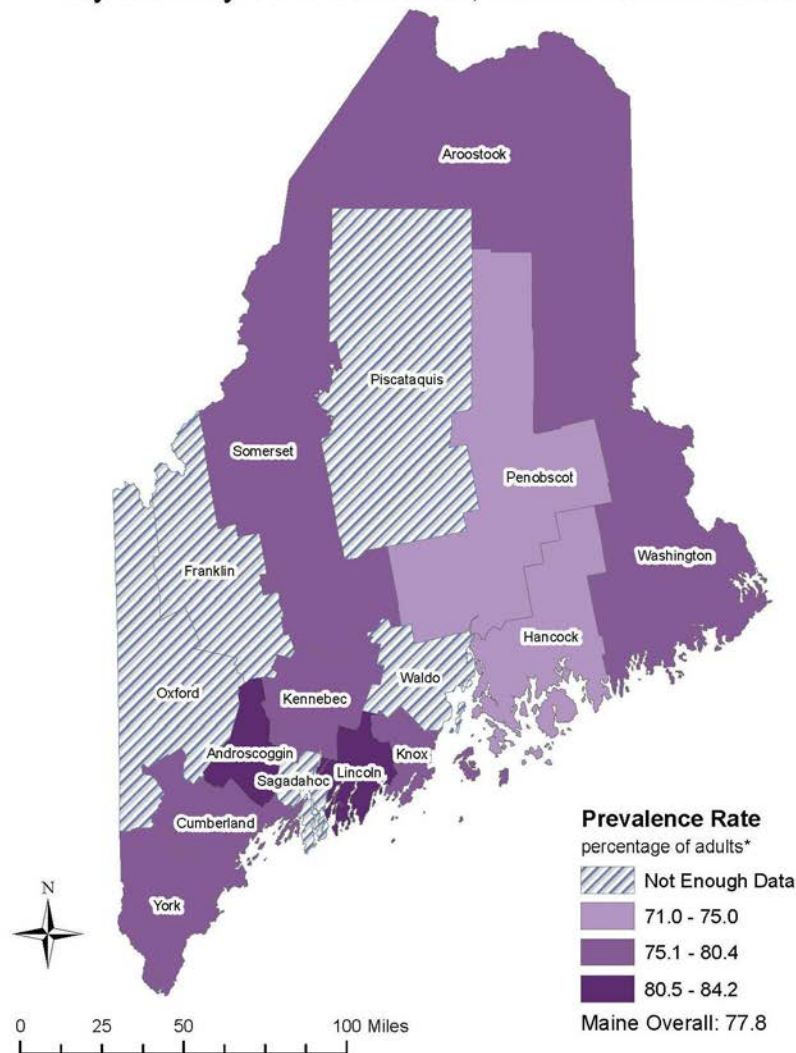 Aroostook
Piscataquis
Somerset
Penobscot
Franklin
Washington
Hancock
Waldo
Oxford
Kennebec
Androscoggin
Lincoln
Knox
Sagadahoc
Cumberland
York
N
Prevalence Rate
percentage of adults*
Not Enough Data
71.0 - 75.0
75.1 - 80.4
80.5 - 84.2
Maine Overall: 77.8
0 25 50 100 Miles